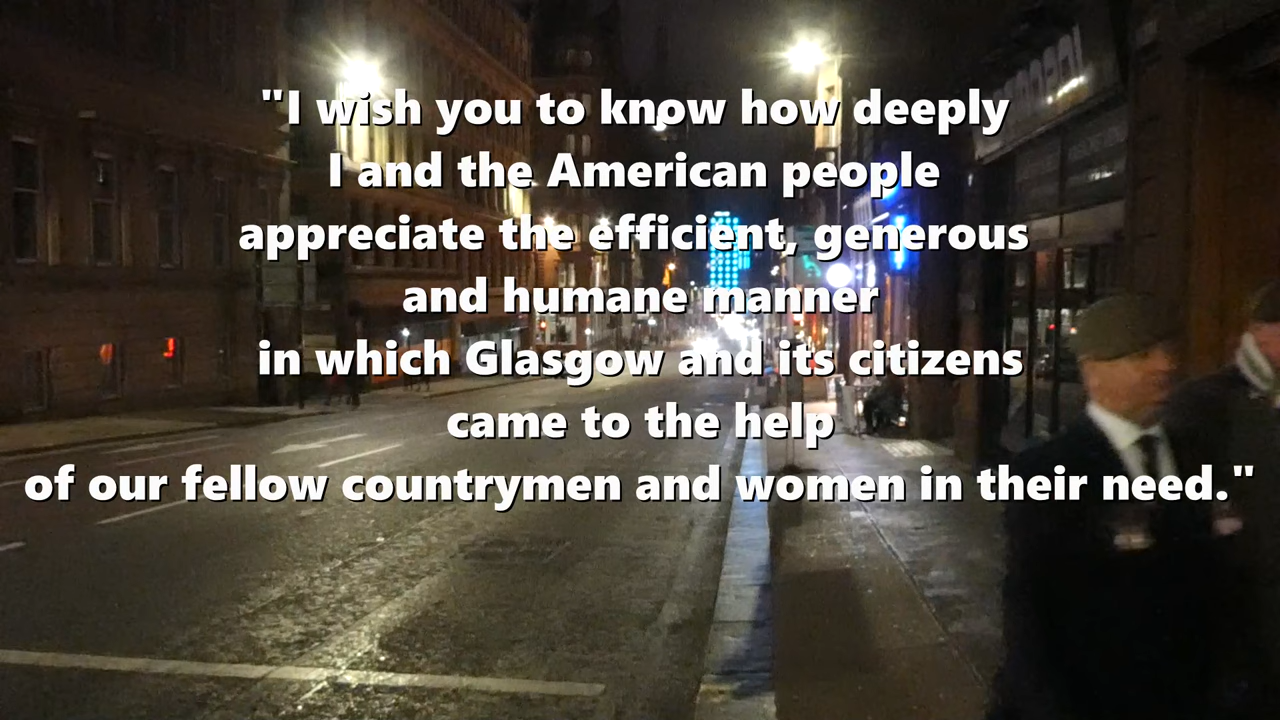 "I wish you to know how deeply
I and the American people
appreciate the efficient, generous
and humane manner
in which Glasgow and its citizens
came to the help
of our fellow countrymen and women in their need."